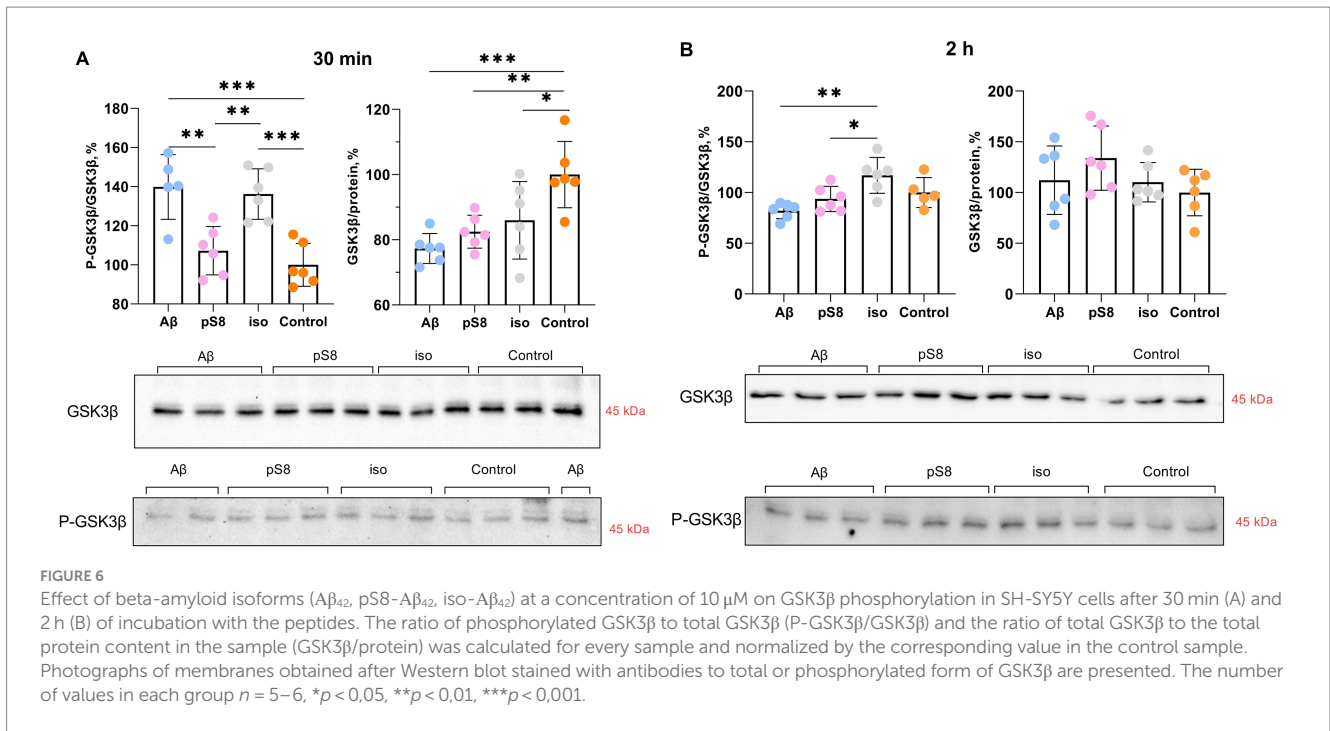 A
30 min
P-GSK3β/GSK3β, %
180
160
140
120
100
80
***
**
**
***
Aβ pS8 iso Control
GSK3β/protein, %
120
100
80
60
***
**
*
Aβ pS8 iso Control
Aβ pS8 iso Control
GSK3β
45 kDa
Aβ pS8 iso Control Aβ
P-GSK3β
45 kDa
B
2 h
P-GSK3β/GSK3β, %
200
150
100
50
0
**
*
Aβ pS8 iso Control
GSK3β/protein, %
200
150
100
50
0
Aβ pS8 iso Control
Aβ pS8 iso Control
GSK3β
45 kDa
Aβ pS8 iso Control
P-GSK3β
45 kDa
FIGURE 6
Effect of beta-amyloid isoforms (Aβ₄₂, pS8-Aβ₄₂, iso-Aβ₄₂) at a concentration of 10 μM on GSK3β phosphorylation in SH-SY5Y cells after 30 min (A) and
2 h (B) of incubation with the peptides. The ratio of phosphorylated GSK3β to total GSK3β (P-GSK3β/GSK3β) and the ratio of total GSK3β to the total
protein content in the sample (GSK3β/protein) was calculated for every sample and normalized by the corresponding value in the control sample.
Photographs of membranes obtained after Western blot stained with antibodies to total or phosphorylated form of GSK3β are presented. The number
of values in each group n = 5–6, *p < 0,05, **p < 0,01, ***p < 0,001.